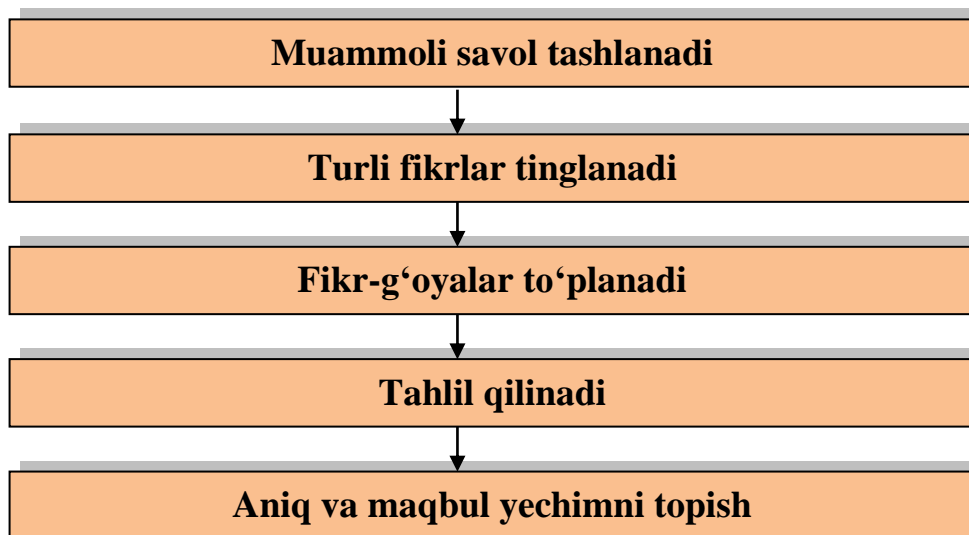 Muammoli savol tashlanadi
Turli fikrlar tinglanadi
Fikr-g‘oyalar to‘planadi
Tahlil qilinadi
Aniq va maqbul yechimni topish